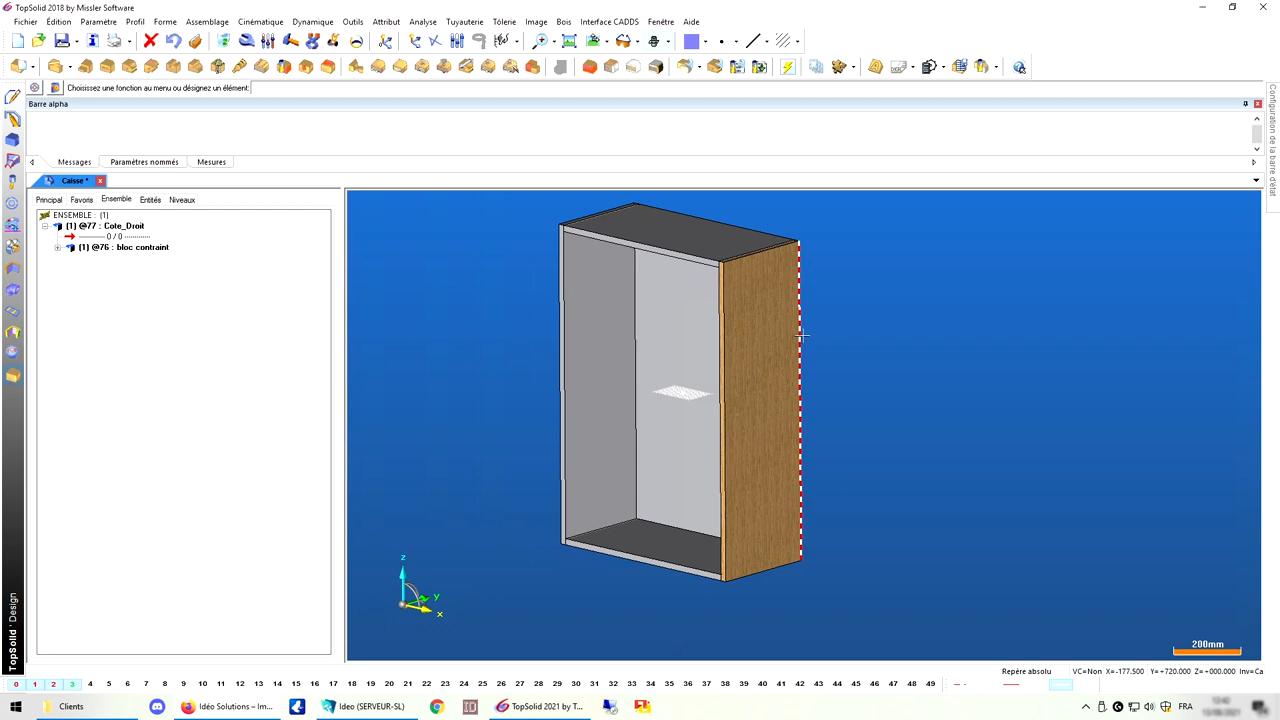 TopSolid 2018 by Missler Software
Fichier Édition Paramètre Profil Forme Assemblage Cinématique Dynamique Outils Attribut Analyse Tuyauterie Tôlerie Image Bois Interface CADDS Fenêtre Aide
Choisissez une fonction au menu ou désignez un élément:
Barre alpha
Messages Paramètres nommés Mesures
Caisse *
Principal Favoris Ensemble Entités Niveaux
ENSEMBLE : (1)
(1) @77 : Cote_Droit
0 / 0
(1) @76 : bloc contraint
Configuration de la barre d'état
TopSolid'Design
z
y
x
200mm
Repère absolu VC=Non X=-177.500 Y=+720.000 Z=+000.000 Inv=Ca
0 1 2 3 4 5 6 7 8 9 10 11 12 13 14 15 16 17 18 19 20 21 22 23 24 25 26 27 28 29 30 31 32 33 34 35 36 37 38 39 40 41 42 43 44 45 46 47 48 49
Clients
Idéo Solutions – Im...
Ideo (SERVEUR-SL)
TopSolid 2021 by T...
FRA